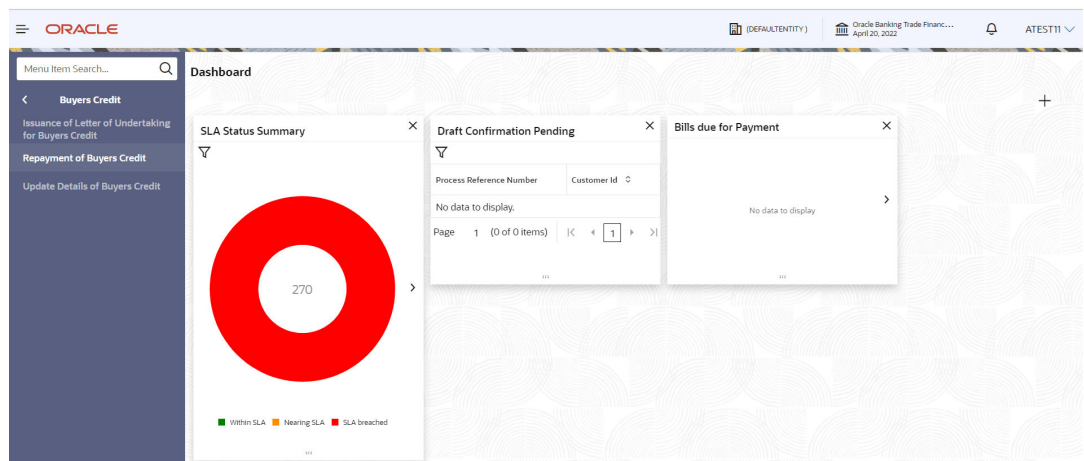 ORACLE
(DEFAULTENTITY )
Oracle Banking Trade Financ...
April 20, 2022
ATEST11
Menu Item Search...
Buyers Credit
Issuance of Letter of Undertaking
for Buyers Credit
Repayment of Buyers Credit
Update Details of Buyers Credit
Dashboard
SLA Status Summary
270
Within SLA Nearing SLA SLA breached
Draft Confirmation Pending
Process Reference Number Customer Id
No data to display.
Page 1 (0 of 0 items) 1
Bills due for Payment
No data to display